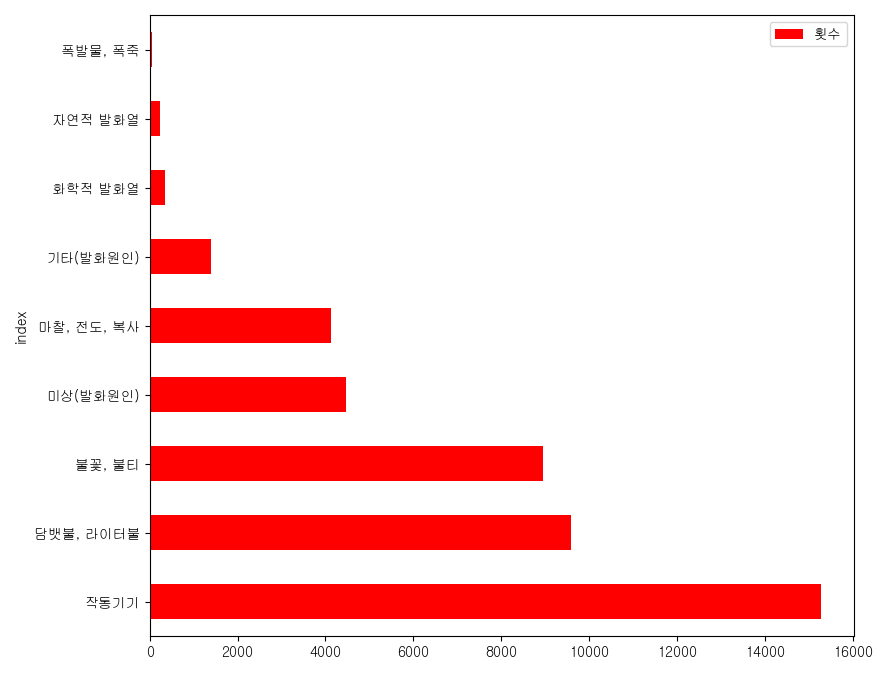 횟수
폭발물, 폭죽
자연적 발화열
화학적 발화열
기타(발화원인)
마찰, 전도, 복사
미상(발화원인)
불꽃, 불티
담뱃불, 라이터불
작동기기
index
0 2000 4000 6000 8000 10000 12000 14000 16000